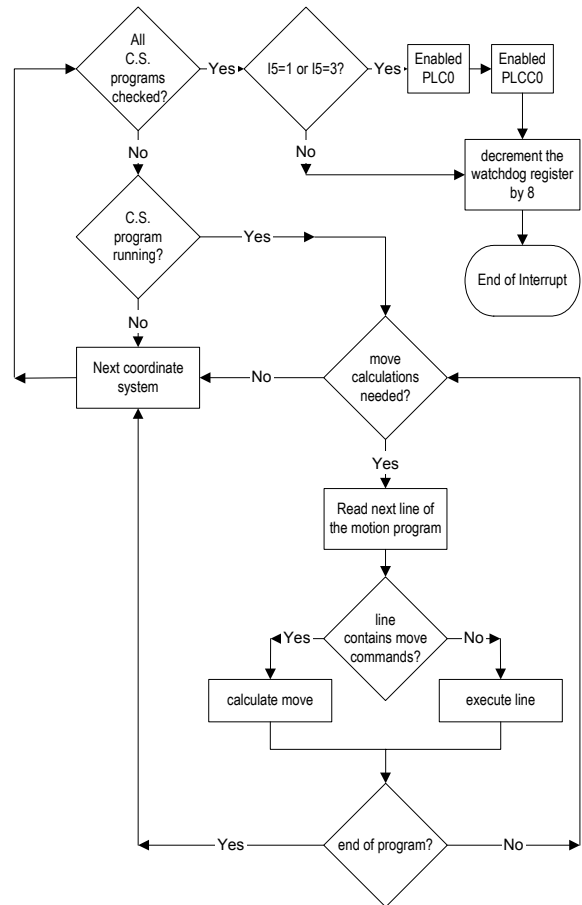 All
C.S.
programs
checked?
Yes
I5=1 or I5=3?
Yes
Enabled
PLC0
Enabled
PLCC0
No
No
decrement the
watchdog register
by 8
C.S.
program
running?
Yes
End of Interrupt
No
Next coordinate
system
No
move
calculations
needed?
Yes
Read next line of
the motion program
line
contains move
commands?
Yes
No
calculate move
execute line
Yes
end of program?
No